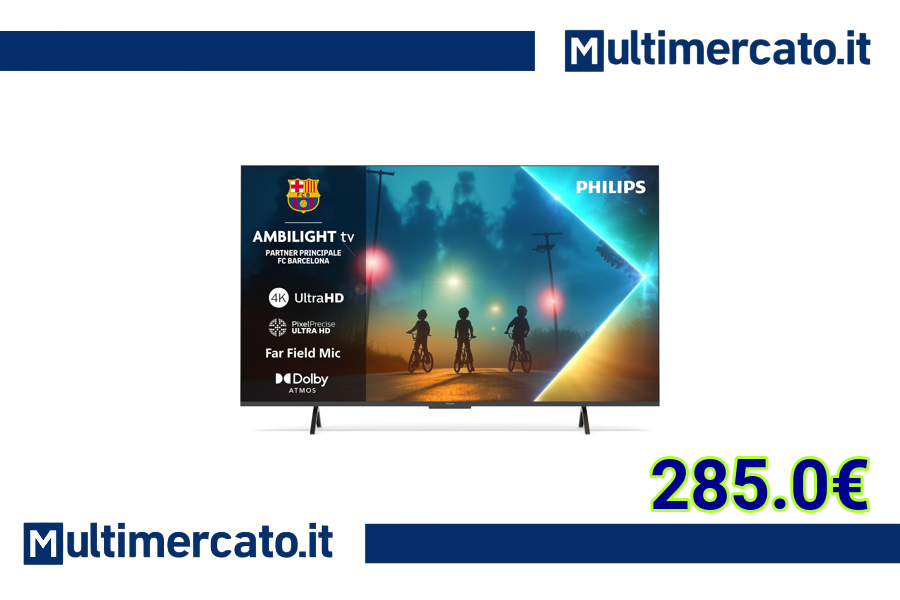 Multimercato.it
PHILIPS
FCB
AMBILIGHT tv
PARTNER PRINCIPALE
FC BARCELONA
4K UltraHD
PixelPrecise
ULTRA HD
Far Field Mic
Dolby
ATMOS
285.0€
Multimercato.it